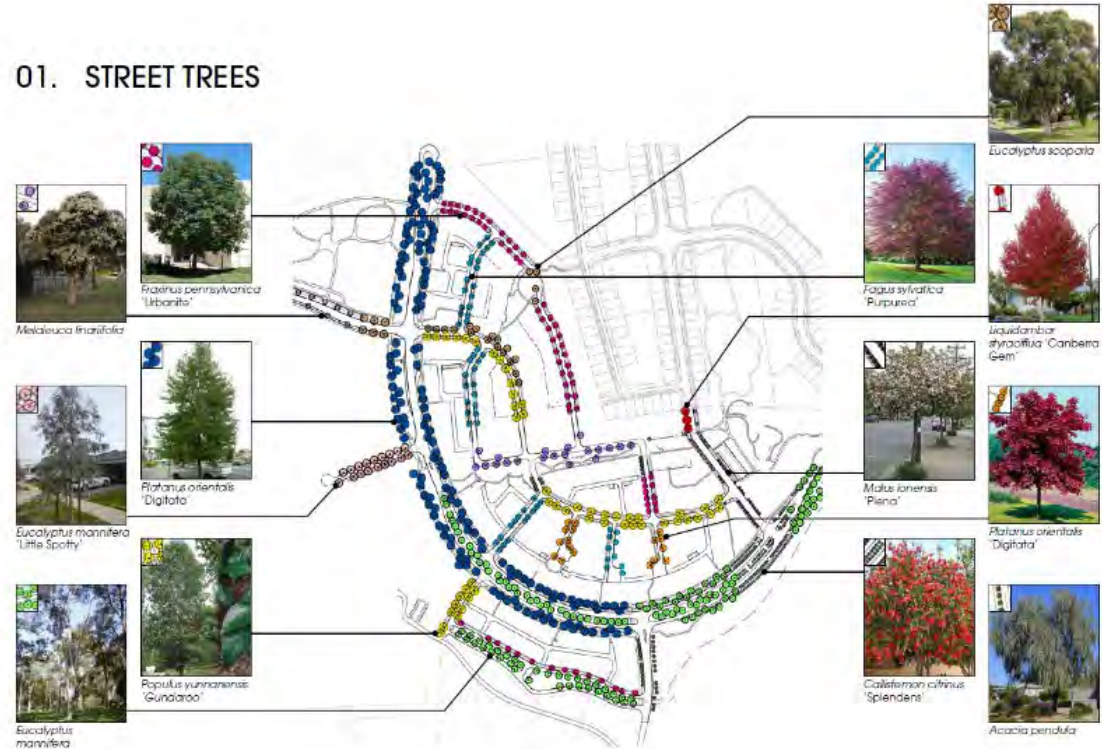 01. STREET TREES
Eucalyptus scoparia
Fraxinus pennsylvanica
'Urbanite'
Fagus sylvatica
'Purpurea'
Melaleuca linariifolia
Liquidambar
styraciflua 'Canberra
Gem'
Platanus orientalis
'Digitata'
Malus ionensis
'Plena'
Eucalyptus mannifera
'Little Spotty'
Platanus orientalis
'Digitata'
Populus yunnanensis
'Gundaroo'
Callistemon citrinus
'Splendens'
Eucalyptus
mannifera
Acacia pendula